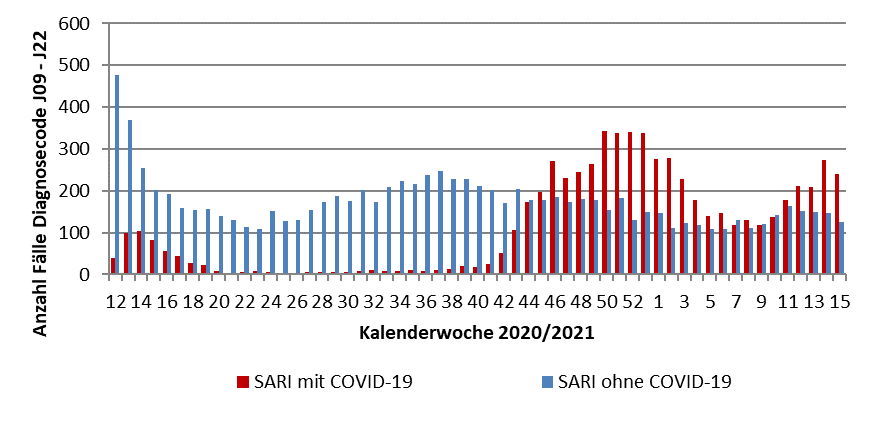 Anzahl Fälle Diagnosecode J09 - J22
600
500
400
300
200
100
0
12 14 16 18 20 22 24 26 28 30 32 34 36 38 40 42 44 46 48 50 52 1 3 5 7 9 11 13 15
Kalenderwoche 2020/2021
SARI mit COVID-19 SARI ohne COVID-19